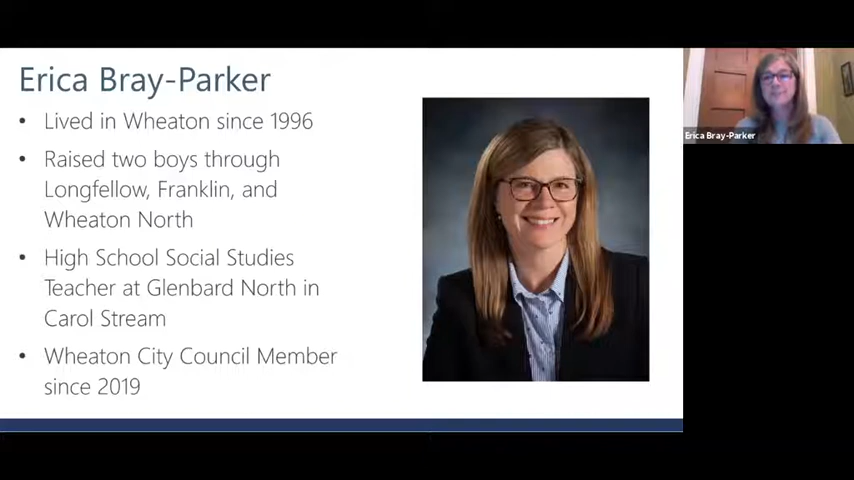 Erica Bray-Parker
• Lived in Wheaton since 1996
• Raised two boys through
Longfellow, Franklin, and
Wheaton North
• High School Social Studies
Teacher at Glenbard North in
Carol Stream
• Wheaton City Council Member
since 2019
Erica Bray-Parker